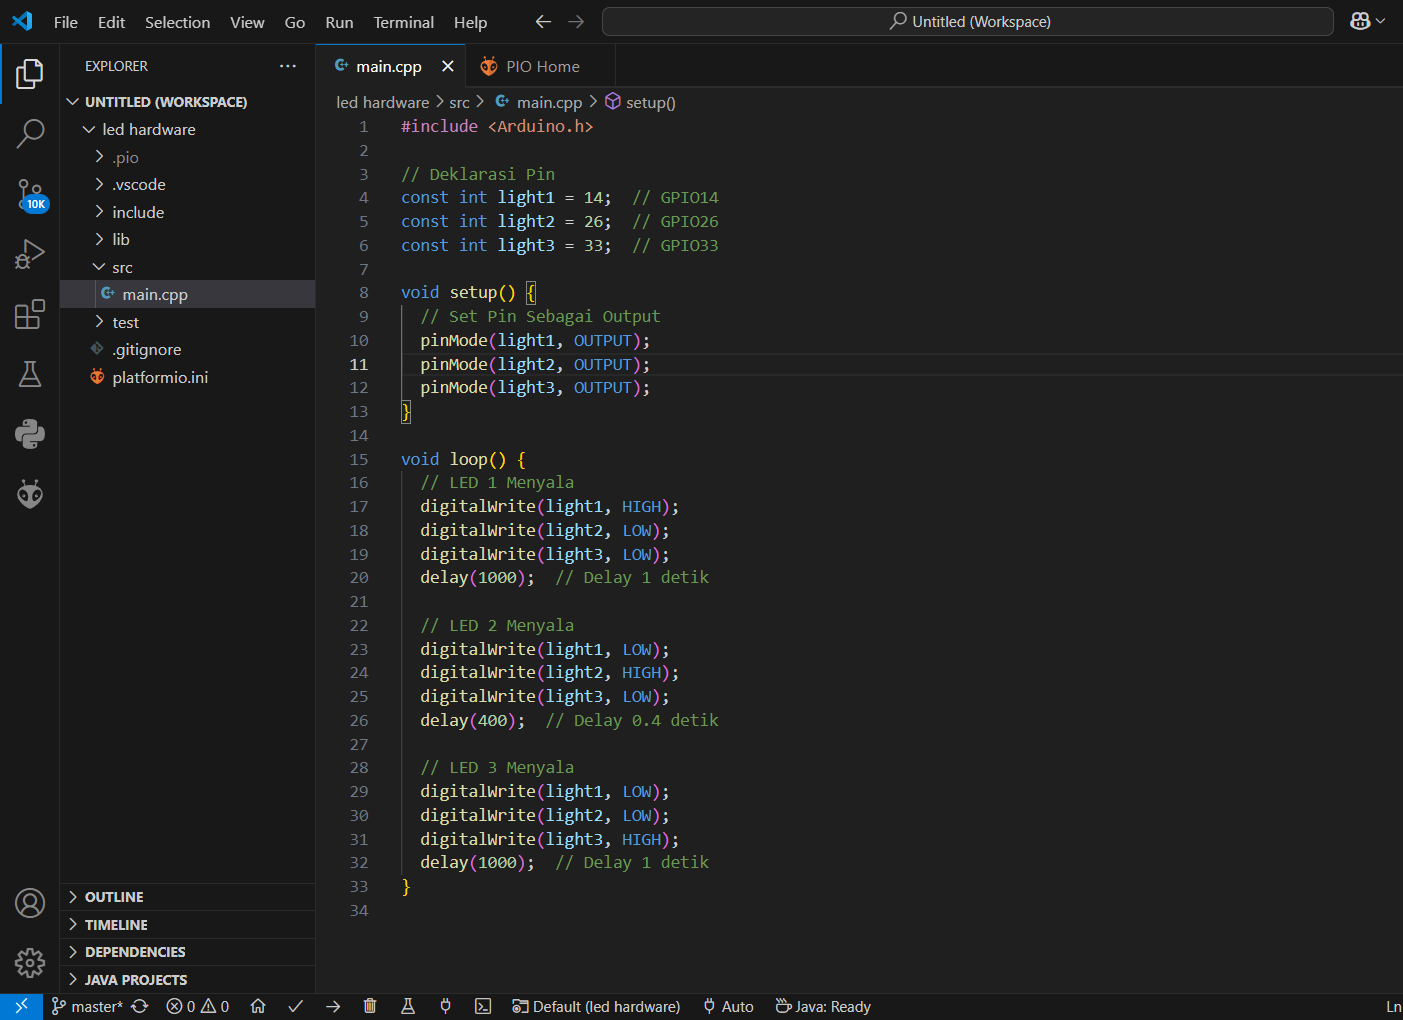 File Edit Selection View Go Run Terminal Help Untitled (Workspace)
EXPLORER
main.cpp PIO Home
UNTITLED (WORKSPACE)
led hardware
.pio
.vscode
include
lib
src
main.cpp
test
.gitignore
platformio.ini
10K
OUTLINE
TIMELINE
DEPENDENCIES
JAVA PROJECTS
led hardware src main.cpp setup()
1 #include <Arduino.h>
2
3 // Deklarasi Pin
4 const int light1 = 14;  // GPIO14
5 const int light2 = 26;  // GPIO26
6 const int light3 = 33;  // GPIO33
7
8 void setup() {
9   // Set Pin Sebagai Output
10   pinMode(light1, OUTPUT);
11   pinMode(light2, OUTPUT);
12   pinMode(light3, OUTPUT);
13 }
14
15 void loop() {
16   // LED 1 Menyala
17   digitalWrite(light1, HIGH);
18   digitalWrite(light2, LOW);
19   digitalWrite(light3, LOW);
20   delay(1000);  // Delay 1 detik
21
22   // LED 2 Menyala
23   digitalWrite(light1, LOW);
24   digitalWrite(light2, HIGH);
25   digitalWrite(light3, LOW);
26   delay(400);  // Delay 0.4 detik
27
28   // LED 3 Menyala
29   digitalWrite(light1, LOW);
30   digitalWrite(light2, LOW);
31   digitalWrite(light3, HIGH);
32   delay(1000);  // Delay 1 detik
33 }
34
master* 0 0 Default (led hardware) Auto Java: Ready Ln